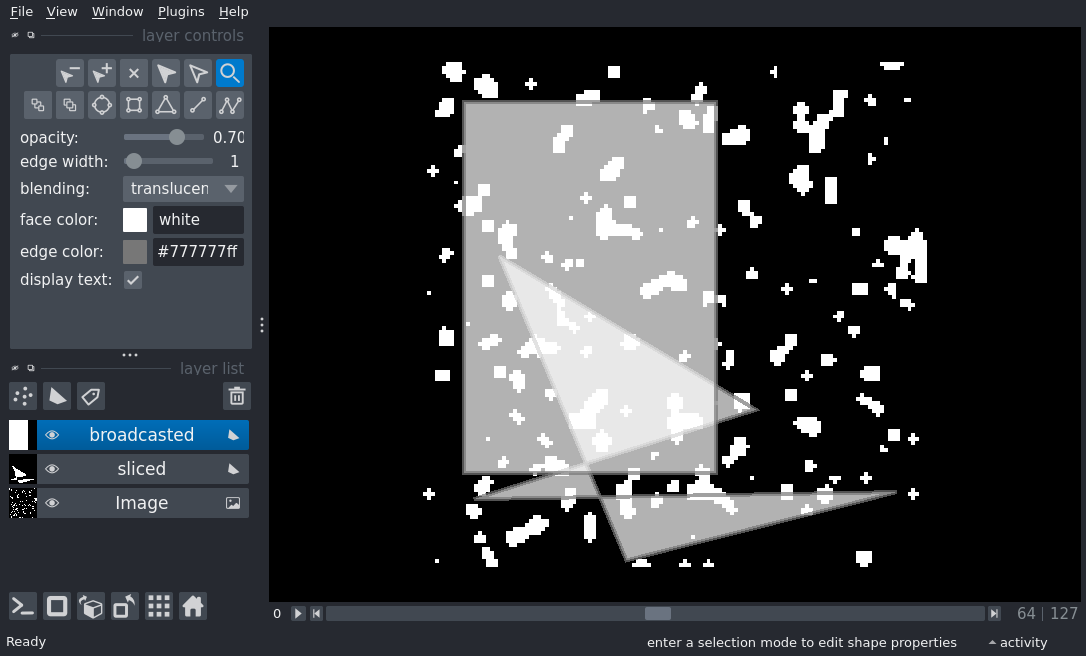 File View Window Plugins Help
layer controls
opacity: 0.70
edge width: 1
blending: translucen
face color: white
edge color: #777777ff
display text:
layer list
broadcasted
sliced
Image
0 64 | 127
Ready enter a selection mode to edit shape properties activity